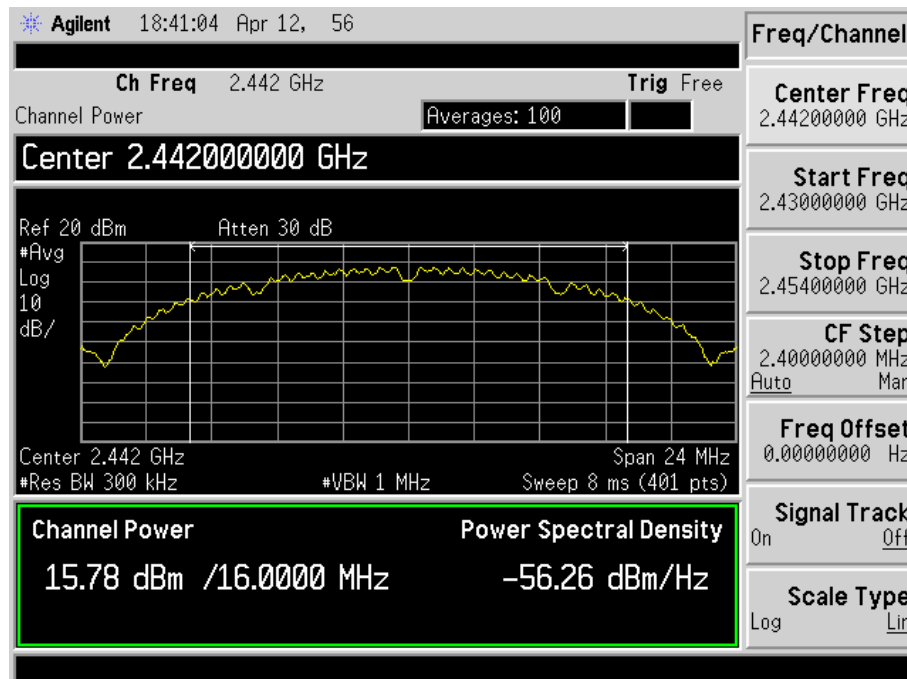 Agilent 18:41:04 Apr 12, 56
Ch Freq 2.442 GHz Trig Free
Channel Power Averages: 100
Center 2.442000000 GHz
Ref 20 dBm Atten 30 dB
#Avg
Log
10
dB/
Center 2.442 GHz Span 24 MHz
#Res BW 300 kHz #VBW 1 MHz Sweep 8 ms (401 pts)
Channel Power Power Spectral Density
15.78 dBm /16.0000 MHz -56.26 dBm/Hz
Freq/Channel
Center Freq
2.44200000 GHz
Start Freq
2.43000000 GHz
Stop Freq
2.45400000 GHz
CF Step
2.40000000 MHz
Auto Man
Freq Offset
0.00000000 Hz
Signal Track
On Off
Scale Type
Log Lin